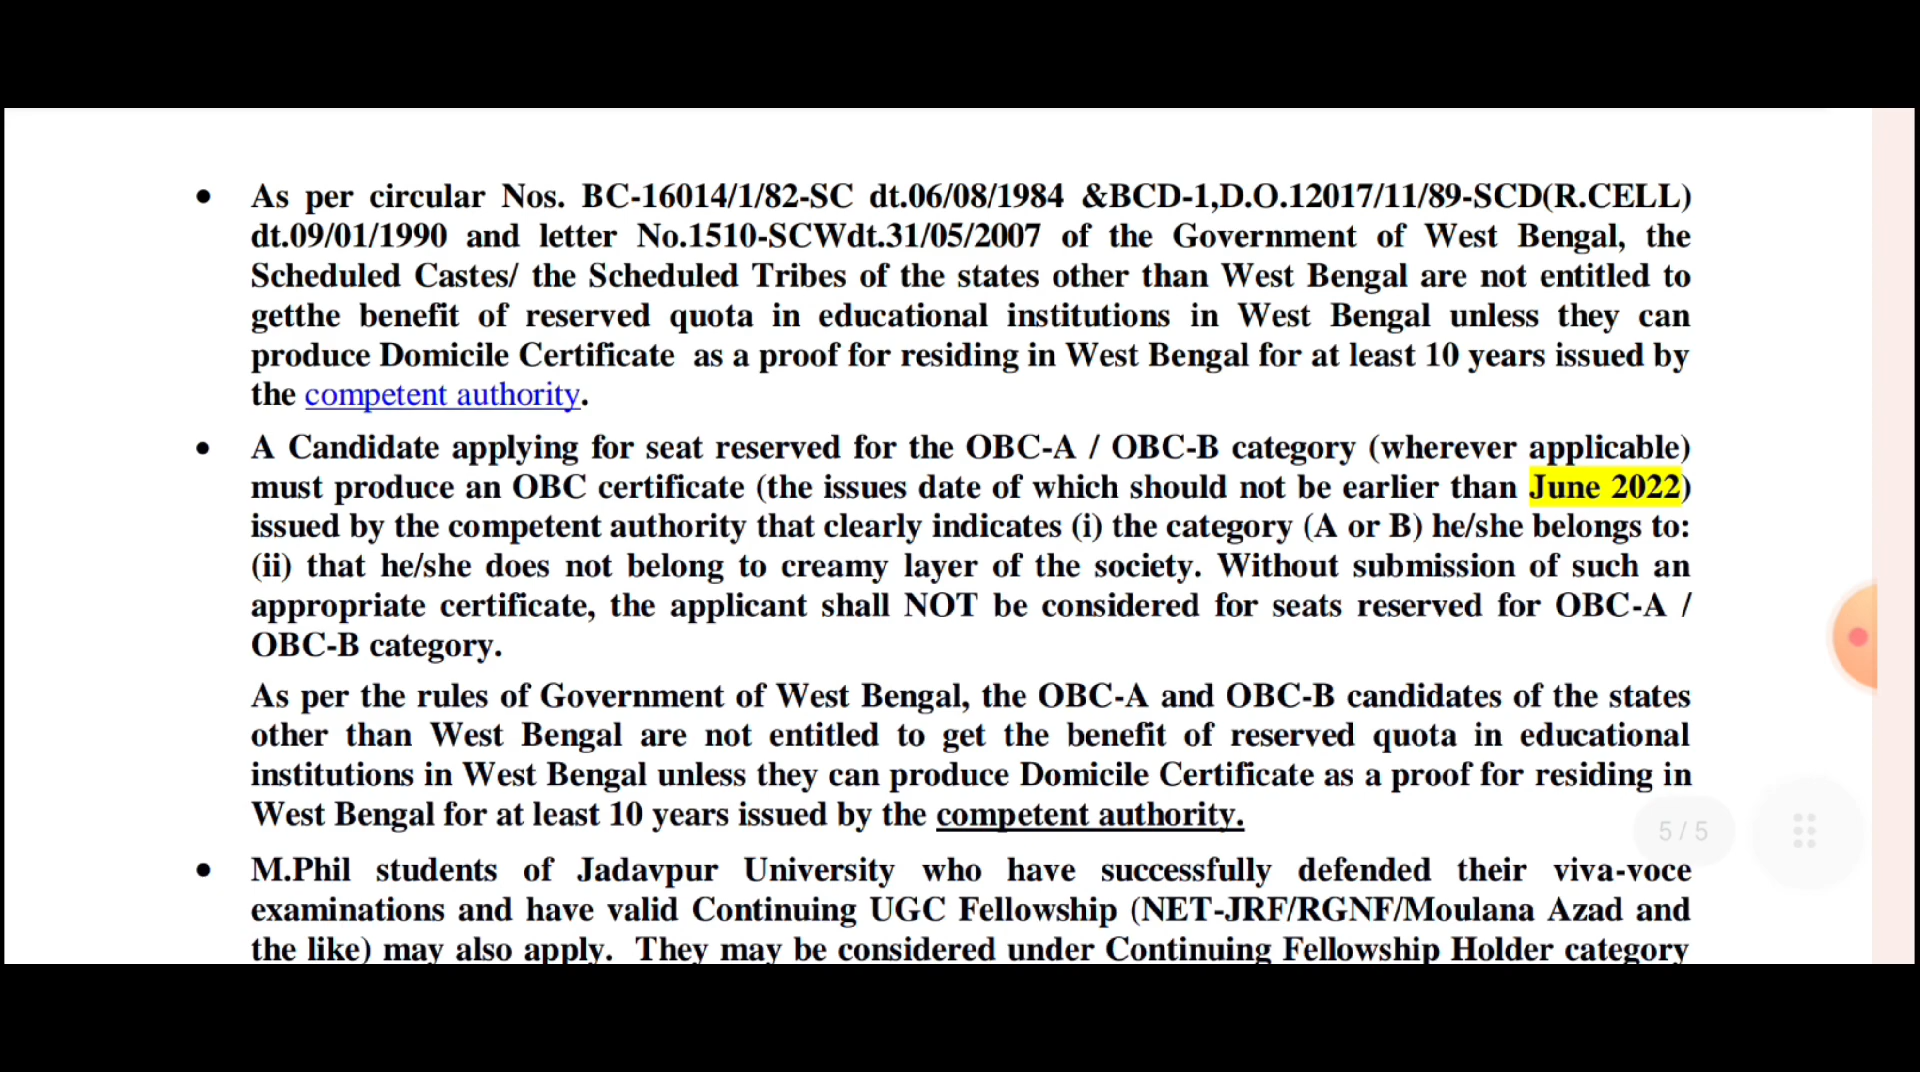 • As per circular Nos. BC-16014/1/82-SC dt.06/08/1984 &BCD-1,D.O.12017/11/89-SCD(R.CELL)
dt.09/01/1990 and letter No.1510-SCWdt.31/05/2007 of the Government of West Bengal, the
Scheduled Castes/ the Scheduled Tribes of the states other than West Bengal are not entitled to
getthe benefit of reserved quota in educational institutions in West Bengal unless they can
produce Domicile Certificate as a proof for residing in West Bengal for at least 10 years issued by
the competent authority.
• A Candidate applying for seat reserved for the OBC-A / OBC-B category (wherever applicable)
must produce an OBC certificate (the issues date of which should not be earlier than June 2022)
issued by the competent authority that clearly indicates (i) the category (A or B) he/she belongs to:
(ii) that he/she does not belong to creamy layer of the society. Without submission of such an
appropriate certificate, the applicant shall NOT be considered for seats reserved for OBC-A /
OBC-B category.
As per the rules of Government of West Bengal, the OBC-A and OBC-B candidates of the states
other than West Bengal are not entitled to get the benefit of reserved quota in educational
institutions in West Bengal unless they can produce Domicile Certificate as a proof for residing in
West Bengal for at least 10 years issued by the competent authority.
5 / 5
• M.Phil students of Jadavpur University who have successfully defended their viva-voce
examinations and have valid Continuing UGC Fellowship (NET-JRF/RGNF/Moulana Azad and
the like) may also apply. They may be considered under Continuing Fellowship Holder category